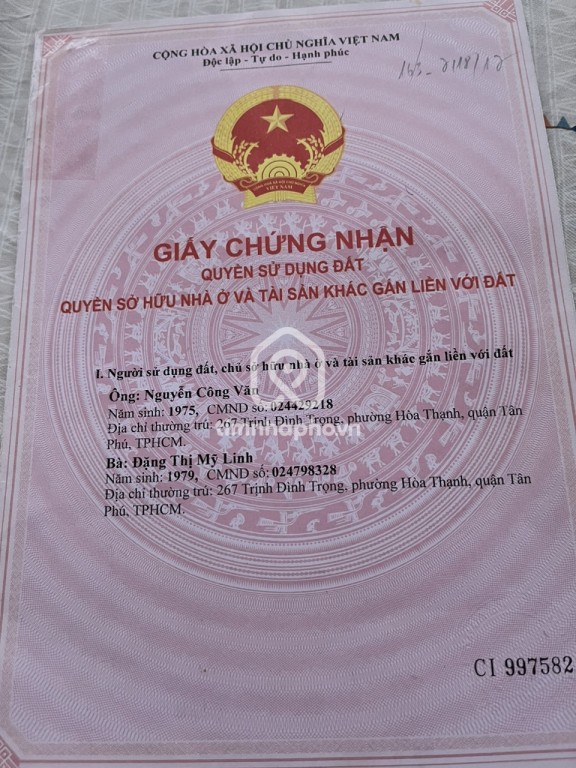 CỘNG HÒA XÃ HỘI CHỦ NGHĨA VIỆT NAM
Độc lập - Tự do - Hạnh phúc
VIỆT NAM
GIẤY CHỨNG NHẬN
QUYỀN SỬ DỤNG ĐẤT
QUYỀN SỞ HỮU NHÀ Ở VÀ TÀI SẢN KHÁC GẮN LIỀN VỚI ĐẤT
I. Người sử dụng đất, chủ sở hữu nhà ở và tài sản khác gắn liền với đất
Ông: Nguyễn Công Văn
Năm sinh: 1975, CMND số: 024429218
Địa chỉ thường trú: 267 Trịnh Đình Trọng, phường Hòa Thạnh, quận Tân
Phú, TPHCM.
Bà: Đặng Thị Mỹ Linh
Năm sinh: 1979, CMND số: 024798328
Địa chỉ thường trú: 267 Trịnh Đình Trọng, phường Hòa Thạnh, quận Tân
Phú, TPHCM.
CI 997582